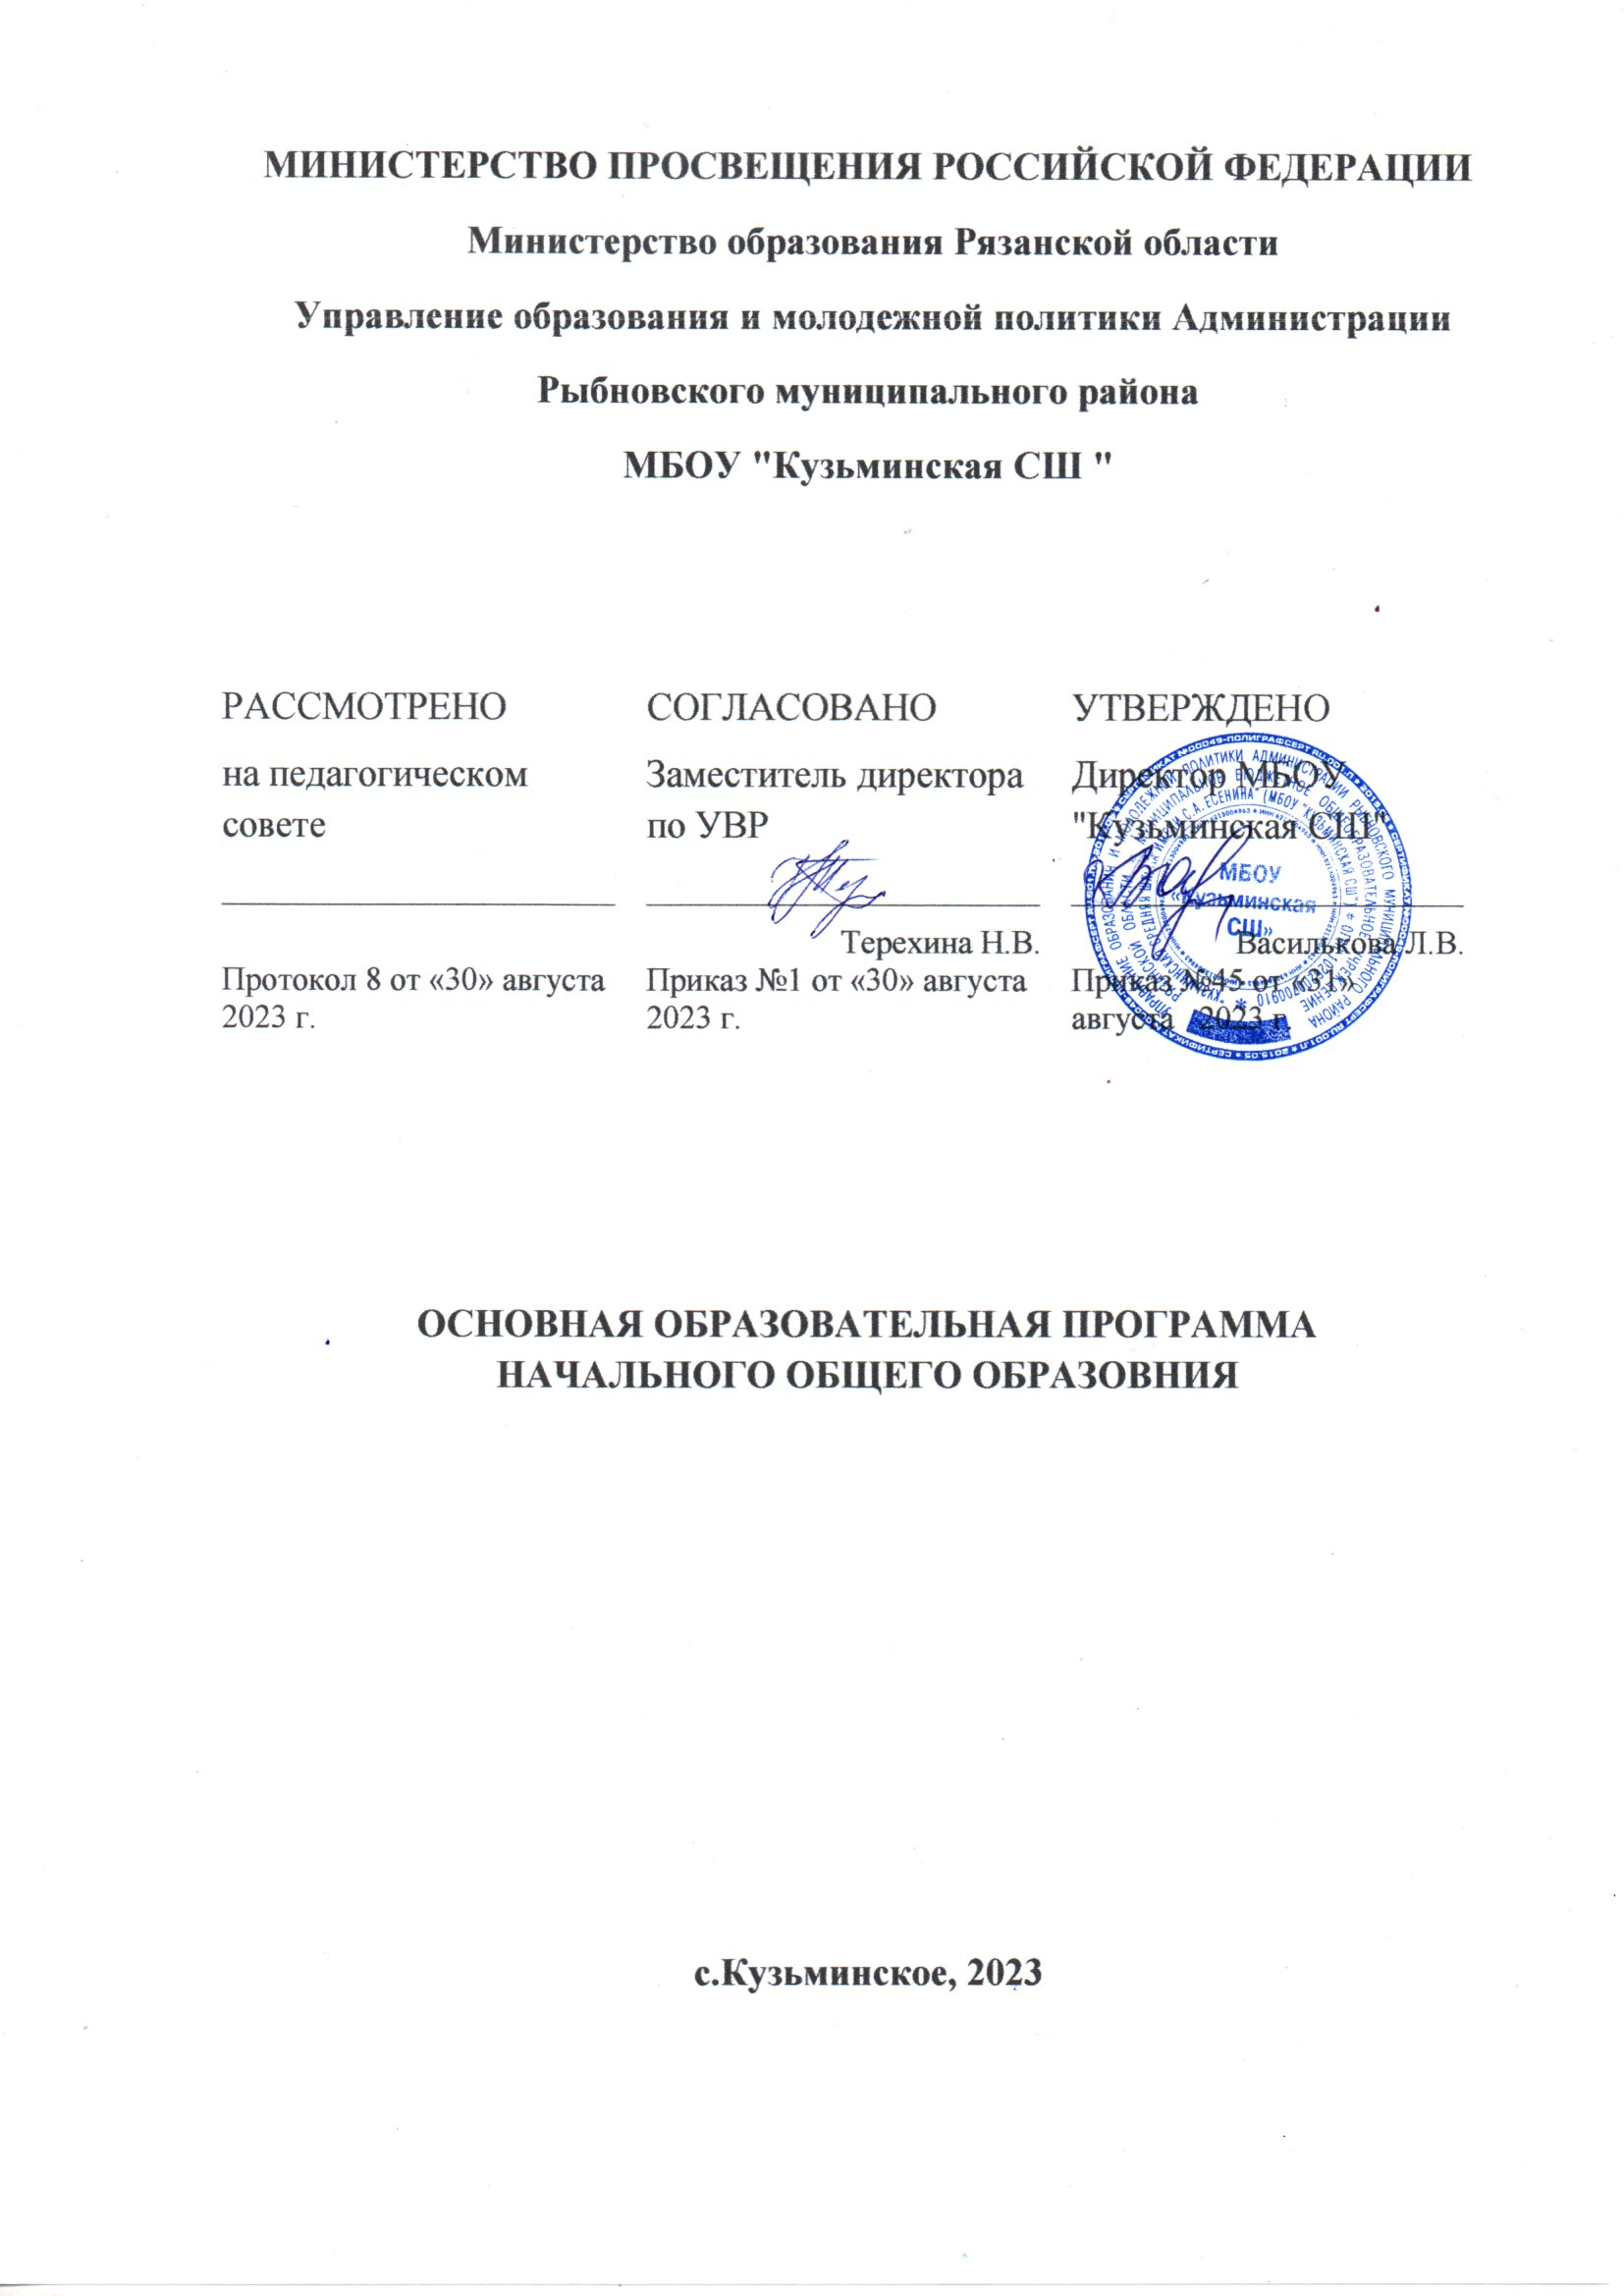 МИНИСТЕРСТВО ПРОСВЕЩЕНИЯ РОССИЙСКОЙ ФЕДЕРАЦИИ
Министерство образования Рязанской области
Управление образования и молодежной политики Администрации
Рыбновского муниципального района
МБОУ "Кузьминская СШ "
РАССМОТРЕНО
на педагогическом
совете
Протокол 8 от «30» августа
2023 г.
СОГЛАСОВАНО
Заместитель директора
по УВР
Терехина Н.В.
Приказ №1 от «30» августа
2023 г.
УТВЕРЖДЕНО
Директор МБОУ
"Кузьминская СШ"
Василькова Л.В.
Приказ №45 от «31»
августа 2023 г.
МБОУ
«Кузьминская
СШ»
ОСНОВНАЯ ОБРАЗОВАТЕЛЬНАЯ ПРОГРАММА
НАЧАЛЬНОГО ОБЩЕГО ОБРАЗОВНИЯ
с.Кузьминское, 2023